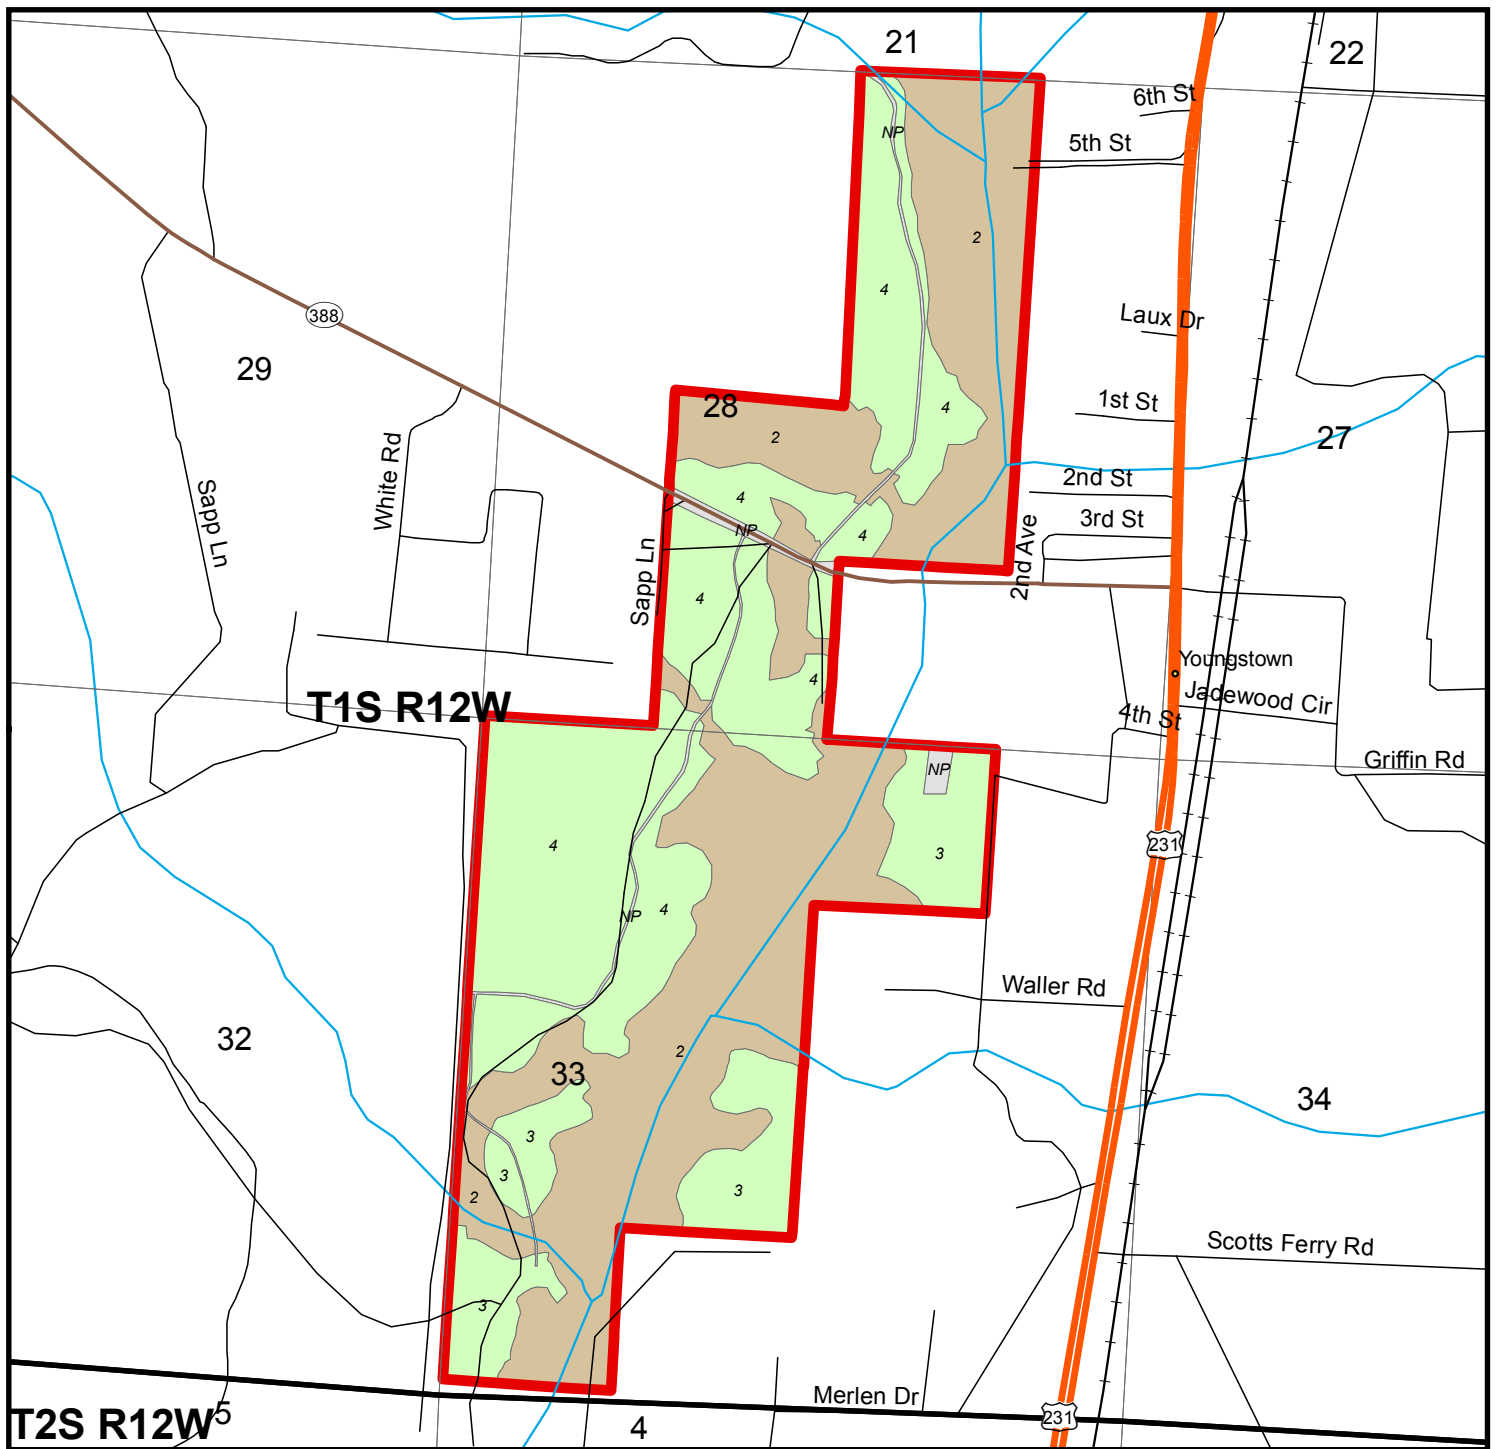 21
22
6th St
NP
5th St
2
4
388
Laux Dr
29
28
4
1st St
27
2
White Rd
Sapp Ln
4
2nd St
NP
4
3rd St
Sapp Ln
2nd Ave
4
Youngstown
4
T1S R12W
Jadewood Cir
4th St
Griffin Rd
NP
4
3
231
NP
4
Waller Rd
32
2
33
34
3
3
3
2
Scotts Ferry Rd
3
Merlen Dr
T2S R12W
5
4
231